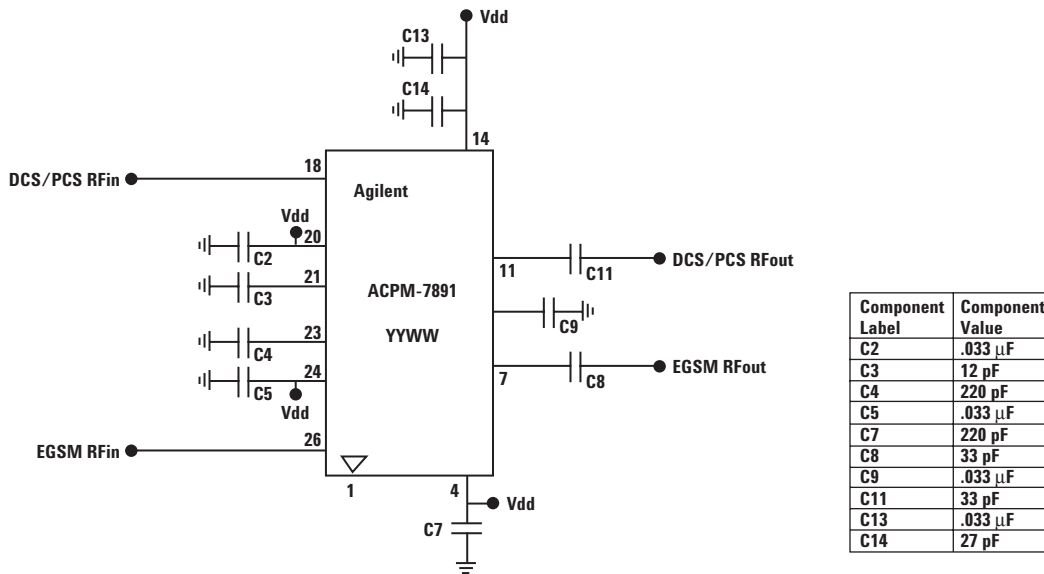 Vdd
C13
C14
14
18
DCS/PCS RFin
Agilent
Vdd
20
C2
21
C3
11
C11
DCS/PCS RFout
ACPM-7891
C9
YYWW
23
C4
24
C5
Vdd
7
C8
EGSM RFout
26
EGSM RFin
1
4
Vdd
C7
Component Label Component Value
C2 .033 μF
C3 12 pF
C4 220 pF
C5 .033 μF
C7 220 pF
C8 33 pF
C9 .033 μF
C11 33 pF
C13 .033 μF
C14 27 pF